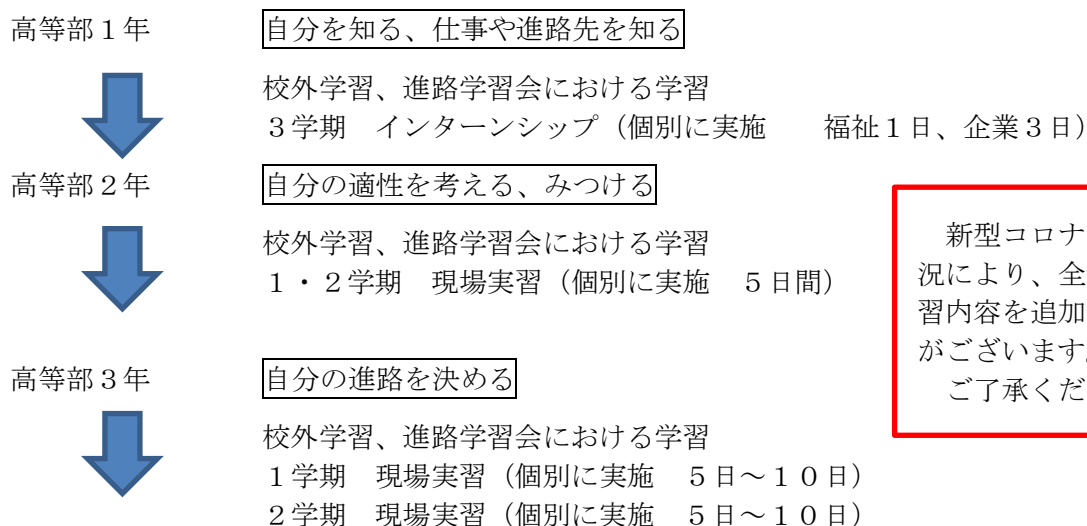 高等部１年
自分を知る、仕事や進路先を知る
校外学習、進路学習会における学習
３学期　インターンシップ（個別に実施　　福祉１日、企業３日）
高等部２年
自分の適性を考える、みつける
校外学習、進路学習会における学習
１・２学期　現場実習（個別に実施　５日間）
新型コロナ
況により、全
習内容を追加
がございます
ご了承くだ
高等部３年
自分の進路を決める
校外学習、進路学習会における学習
１学期　現場実習（個別に実施　５日～１０日）
２学期　現場実習（個別に実施　５日～１０日）